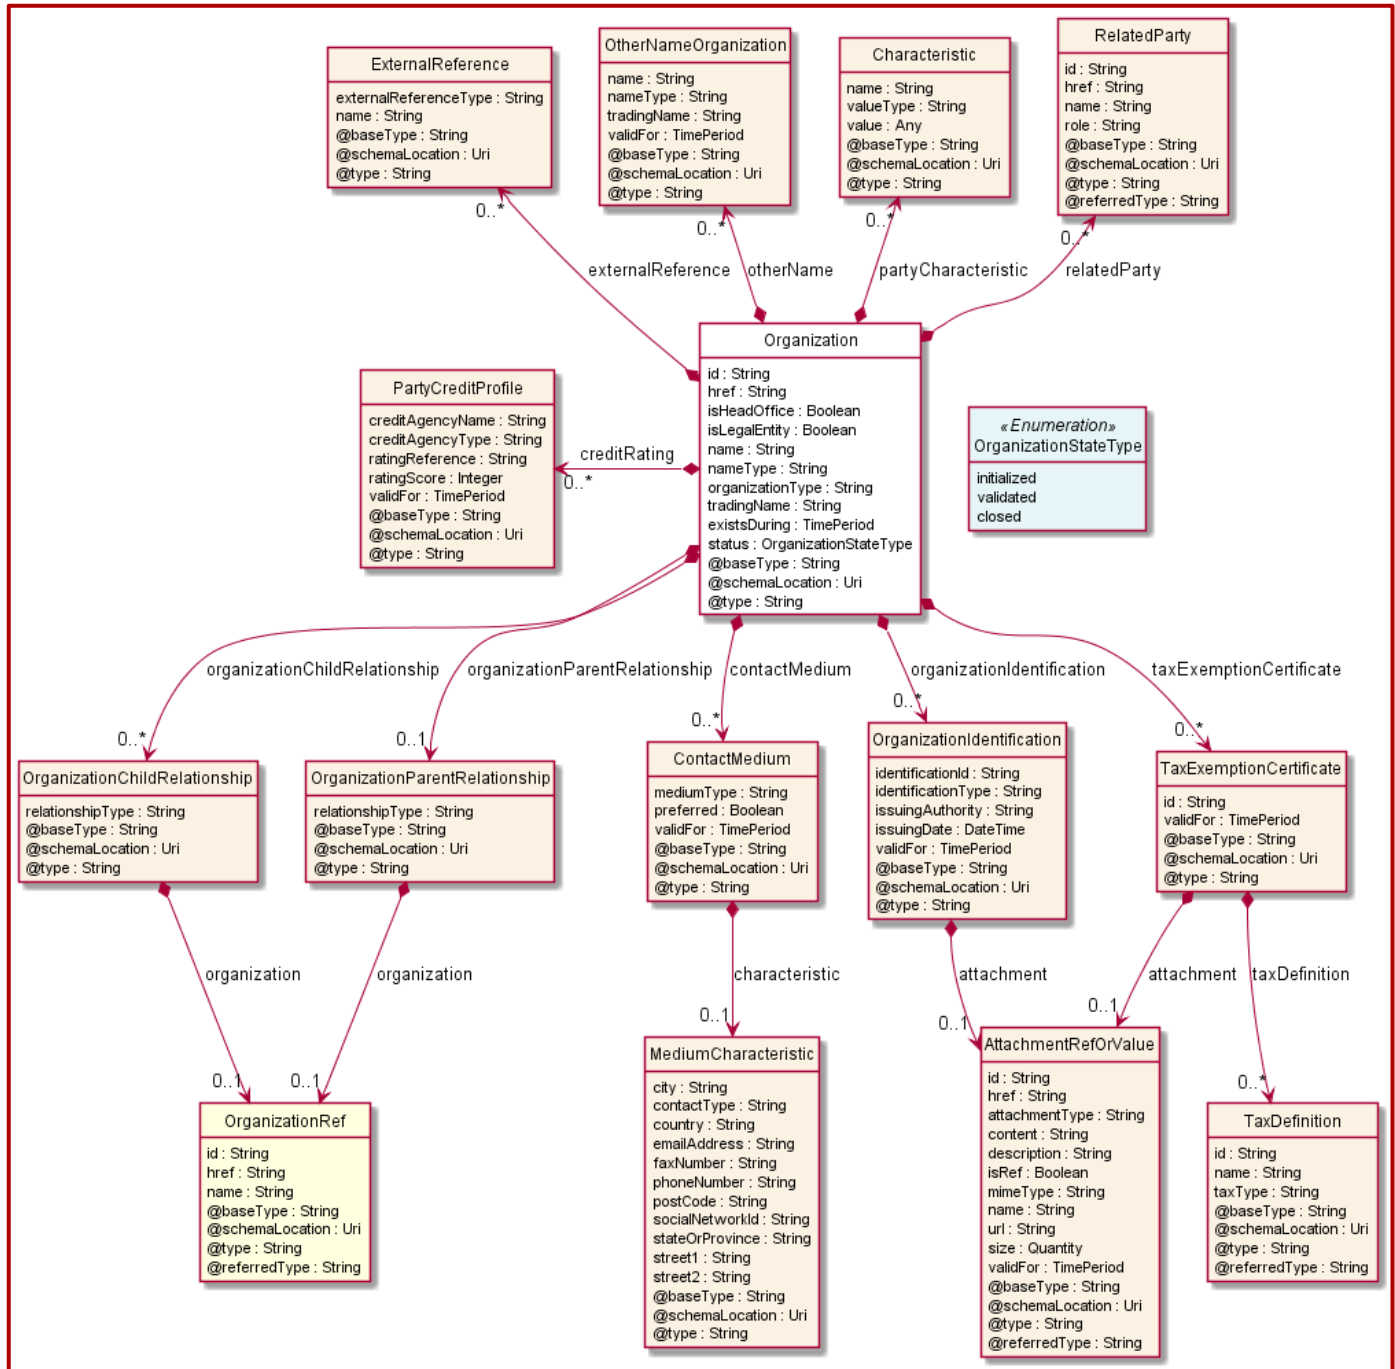 ExternalReference
externalReferenceType : String
name : String
@baseType : String
@schemaLocation : Uri
@type : String
OtherNameOrganization
name : String
nameType : String
tradingName : String
validFor : TimePeriod
@baseType : String
@schemaLocation : Uri
@type : String
Characteristic
name : String
valueType : String
value : Any
@baseType : String
@schemaLocation : Uri
@type : String
RelatedParty
id : String
href : String
name : String
role : String
@baseType : String
@schemaLocation : Uri
@type : String
@referredType : String
0..*
0..*
0..*
0..*
externalReference
otherName
partyCharacteristic
relatedParty
Organization
id : String
href : String
isHeadOffice : Boolean
isLegalEntity : Boolean
name : String
nameType : String
organizationType : String
tradingName : String
existsDuring : TimePeriod
status : OrganizationStateType
@baseType : String
@schemaLocation : Uri
@type : String
PartyCreditProfile
creditAgencyName : String
creditAgencyType : String
ratingReference : String
ratingScore : Integer
validFor : TimePeriod
@baseType : String
@schemaLocation : Uri
@type : String
creditRating
0..*
«Enumeration»
OrganizationStateType
initialized
validated
closed
organizationChildRelationship
organizationParentRelationship
contactMedium
organizationIdentification
taxExemptionCertificate
0..*
0..1
0..*
0..*
0..*
OrganizationChildRelationship
relationshipType : String
@baseType : String
@schemaLocation : Uri
@type : String
OrganizationParentRelationship
relationshipType : String
@baseType : String
@schemaLocation : Uri
@type : String
ContactMedium
mediumType : String
preferred : Boolean
validFor : TimePeriod
@baseType : String
@schemaLocation : Uri
@type : String
OrganizationIdentification
identificationId : String
identificationType : String
issuingAuthority : String
issuingDate : DateTime
validFor : TimePeriod
@baseType : String
@schemaLocation : Uri
@type : String
TaxExemptionCertificate
id : String
validFor : TimePeriod
@baseType : String
@schemaLocation : Uri
@type : String
organization
organization
characteristic
attachment
attachment
taxDefinition
0..1
0..1
0..1
0..1
0..1
0..*
OrganizationRef
id : String
href : String
name : String
@baseType : String
@schemaLocation : Uri
@type : String
@referredType : String
MediumCharacteristic
city : String
contactType : String
country : String
emailAddress : String
faxNumber : String
phoneNumber : String
postCode : String
socialNetworkId : String
stateOrProvince : String
street1 : String
street2 : String
@baseType : String
@schemaLocation : Uri
@type : String
AttachmentRefOrValue
id : String
href : String
attachmentType : String
content : String
description : String
isRef : Boolean
mimeType : String
name : String
url : String
size : Quantity
validFor : TimePeriod
@baseType : String
@schemaLocation : Uri
@type : String
@referredType : String
TaxDefinition
id : String
name : String
taxType : String
@baseType : String
@schemaLocation : Uri
@type : String
@referredType : String